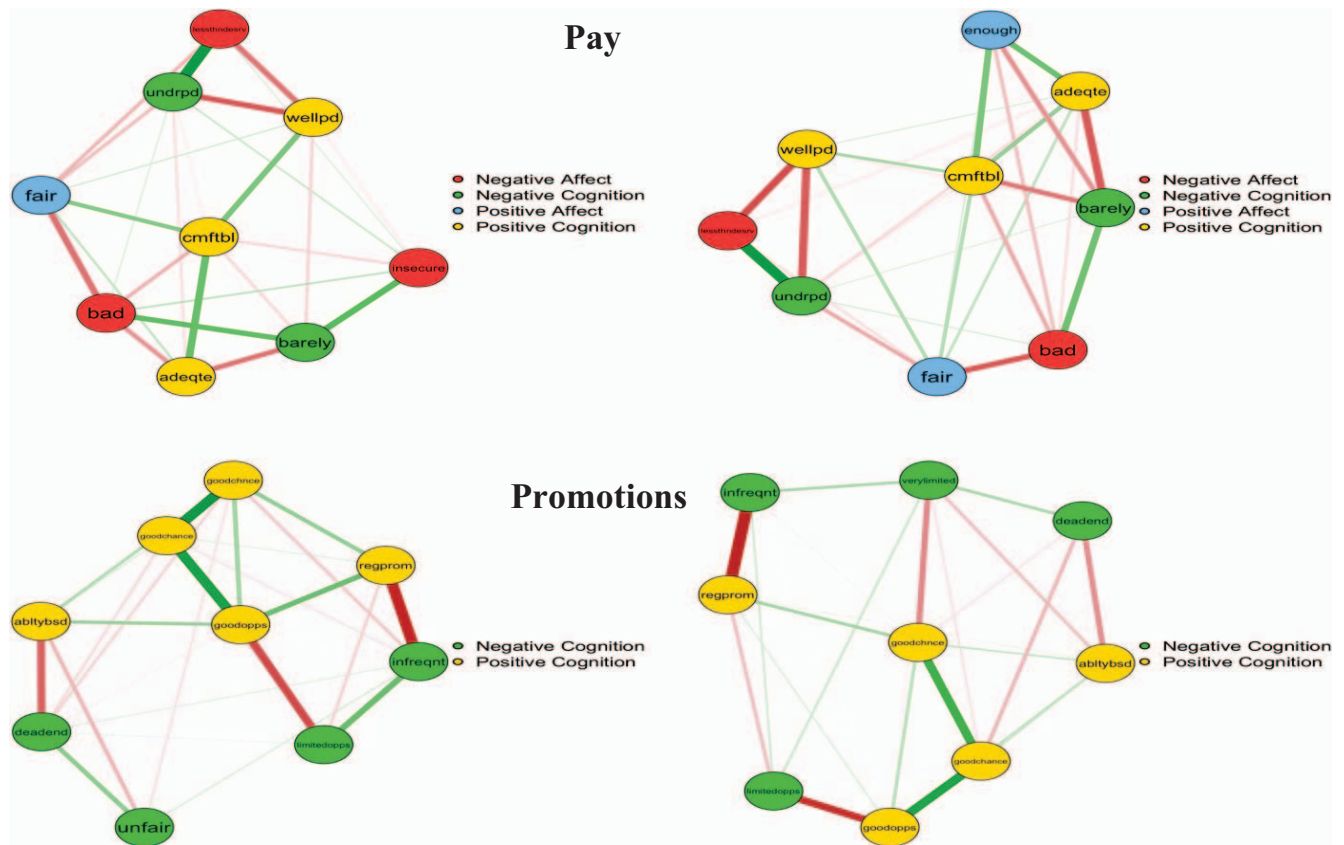 Pay
lessthndesrv
undrpd
wellpd
fair
cmftbl
insecure
bad
barely
adeqte
Negative Affect
Negative Cognition
Positive Affect
Positive Cognition
enough
adeqte
wellpd
cmftbl
barely
lessthndesrv
undrpd
bad
fair
Negative Affect
Negative Cognition
Positive Affect
Positive Cognition
Promotions
goodchnce
goodchance
regprom
abltybsd
goodopps
infreqnt
deadend
limitedopps
unfair
Negative Cognition
Positive Cognition
infreqnt
verylimited
deadend
regprom
goodchnce
abltybsd
goodchance
limitedopps
goodopps
Negative Cognition
Positive Cognition